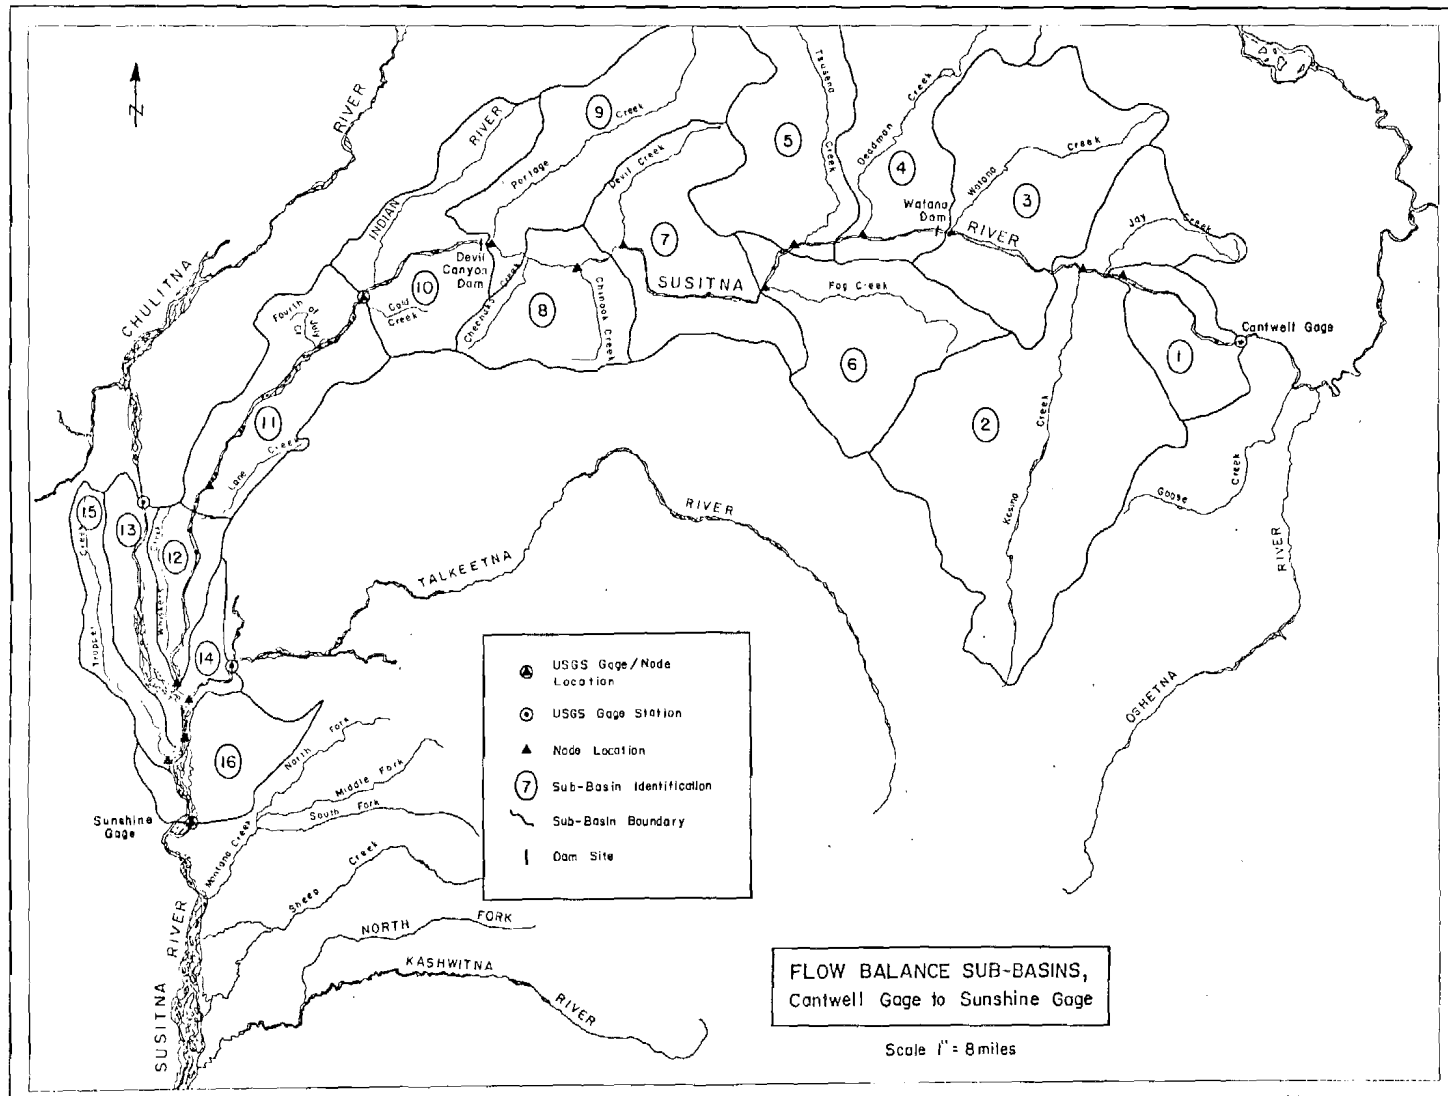 N
CHULITNA
RIVER
INDIAN
RIVER
Portage
Creek
9
Devil Creek
7
5
Tsusena
Creek
Deadman
Creek
4
Watana
Dam
Watana
Creek
3
RIVER
Jay
Creek
Cantwell Gage
1
Fourth
of July
Cr
Gold
Creek
10
Devil
Canyon
Dam
Cheechako Creek
8
Chinook Creek
SUSITNA
Fog Creek
6
2
Kosina
Creek
Goose
Creek
RIVER
OSHETNA
11
Lane
Creek
15
13
12
14
16
Trapper
Creek
Whiskers
Creek
TALKEETNA
RIVER
North Fork
Middle Fork
South Fork
Montana Creek
Sunshine
Gage
Sheep
Creek
NORTH
FORK
KASHWITNA
RIVER
SUSITNA
RIVER
USGS Gage/Node
Location
USGS Gage Station
Node Location
7
Sub-Basin Identification
Sub-Basin Boundary
Dam Site
FLOW BALANCE SUB-BASINS,
Cantwell Gage to Sunshine Gage
Scale 1" = 8 miles